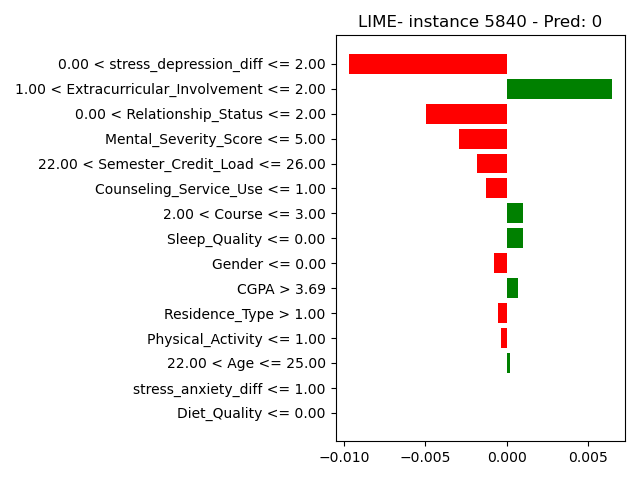 LIME- instance 5840 - Pred: 0
0.00 < stress_depression_diff <= 2.00
1.00 < Extracurricular_Involvement <= 2.00
0.00 < Relationship_Status <= 2.00
Mental_Severity_Score <= 5.00
22.00 < Semester_Credit_Load <= 26.00
Counseling_Service_Use <= 1.00
2.00 < Course <= 3.00
Sleep_Quality <= 0.00
Gender <= 0.00
CGPA > 3.69
Residence_Type > 1.00
Physical_Activity <= 1.00
22.00 < Age <= 25.00
stress_anxiety_diff <= 1.00
Diet_Quality <= 0.00
−0.010 −0.005 0.000 0.005